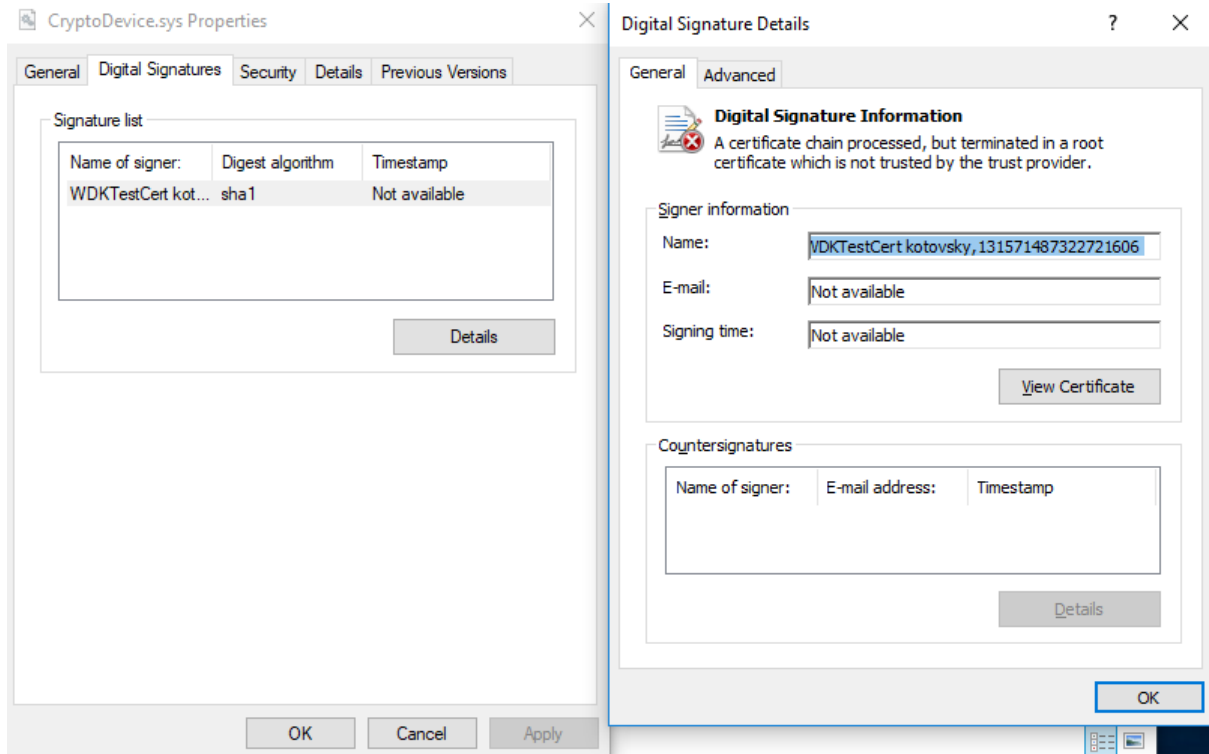 CryptoDevice.sys Properties
General Digital Signatures Security Details Previous Versions
Signature list
Name of signer: Digest algorithm Timestamp
WDKTestCert kot... sha1 Not available
Details
OK Cancel Apply
Digital Signature Details ?
General Advanced
Digital Signature Information
A certificate chain processed, but terminated in a root
certificate which is not trusted by the trust provider.
Signer information
Name: WDKTestCert kotovsky,131571487322721606
E-mail: Not available
Signing time: Not available
View Certificate
Countersignatures
Name of signer: E-mail address: Timestamp
Details
OK